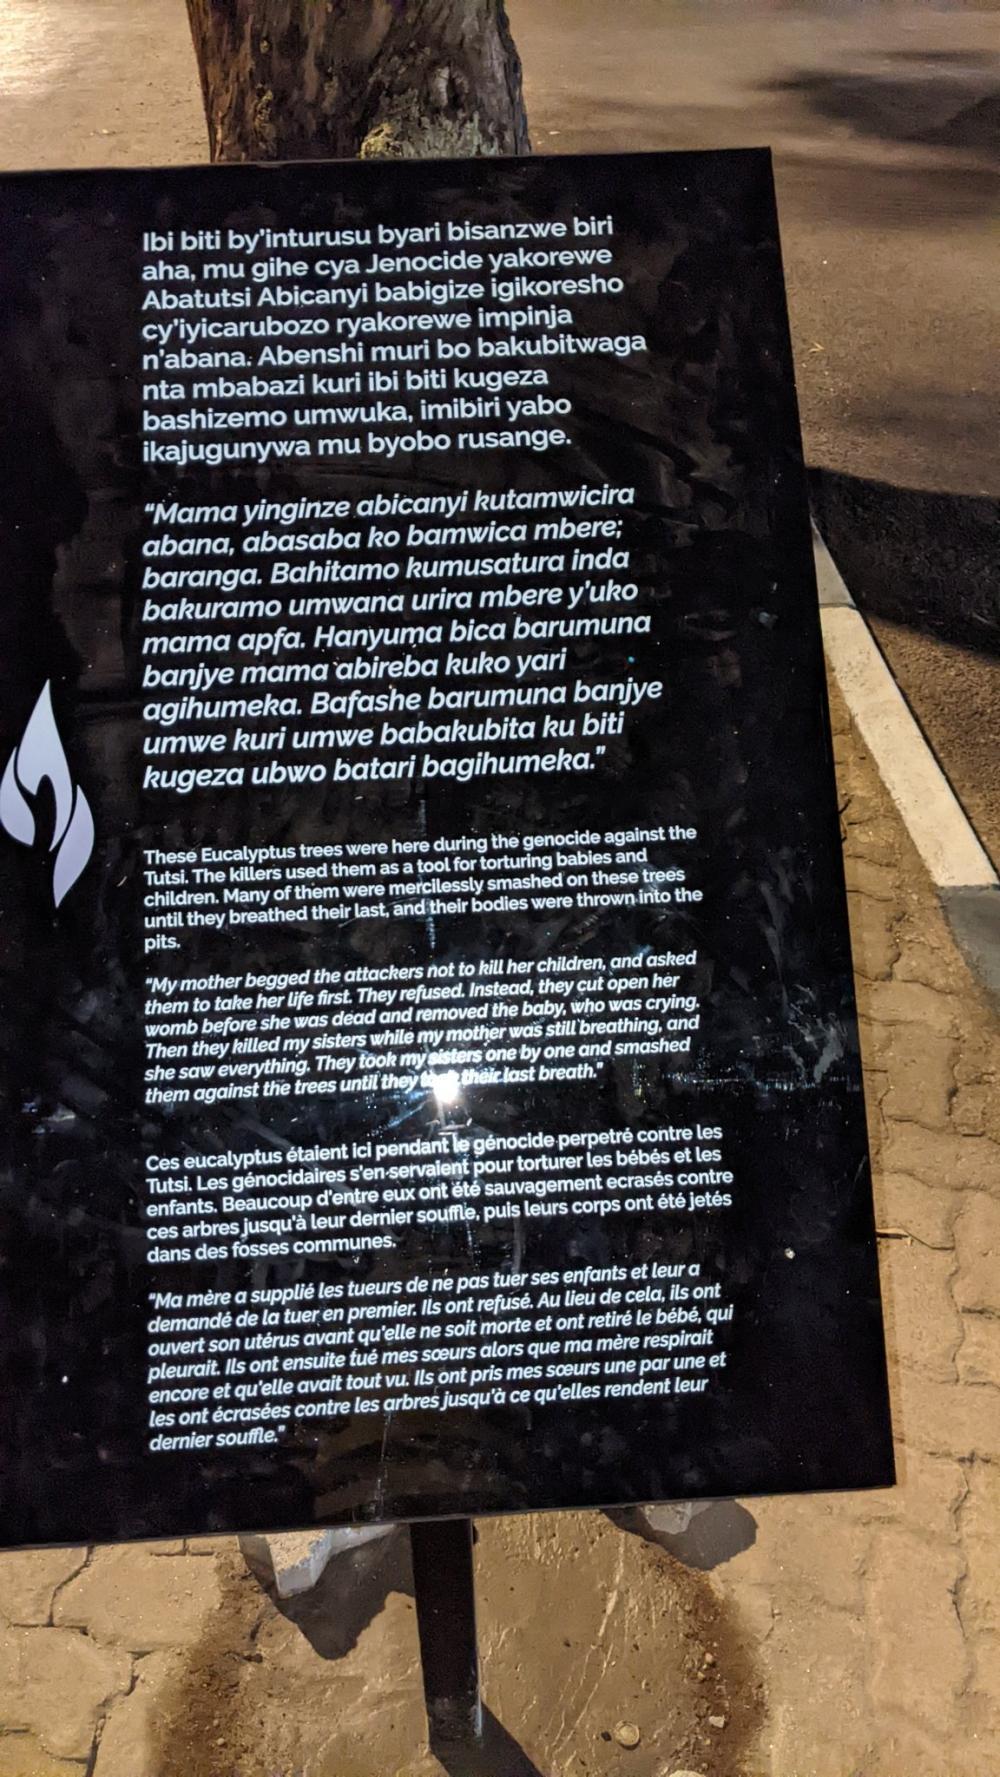 Ibi biti by'inturusu byari bisanzwe biri
aha, mu gihe cya Jenocide yakorewe
Abatutsi Abicanyi babigize igikoresho
cy'iyicarubozo ryakorewe impinja
n'abana. Abenshi muri bo bakubitwaga
nta mbabazi kuri ibi biti kugeza
bashizemo umwuka, imibiri yabo
ikajugunywa mu byobo rusange.
"Mama yinginze abicanyi kutamwicira
abana, abasaba ko bamwica mbere;
baranga. Bahitamo kumusatura inda
bakuramo umwana urira mbere y'uko
mama apfa. Hanyuma bica barumuna
banjye mama abireba kuko yari
agihumeka. Bafashe barumuna banjye
umwe kuri umwe babakubita ku biti
kugeza ubwo batari bagihumeka."
These Eucalyptus trees were here during the genocide against the
Tutsi. The killers used them as a tool for torturing babies and
children. Many of them were mercilessly smashed on these trees
until they breathed their last, and their bodies were thrown into the
pits.
"My mother begged the attackers not to kill her children, and asked
them to take her life first. They refused. Instead, they cut open her
womb before she was dead and removed the baby, who was crying.
Then they killed my sisters while my mother was still breathing, and
she saw everything. They took my sisters one by one and smashed
them against the trees until they took their last breath."
Ces eucalyptus étaient ici pendant le génocide perpetré contre les
Tutsi. Les génocidaires s'en-servaient pour torturer les bébés et les
enfants. Beaucoup d'entre eux ont été sauvagement ecrasés contre
ces arbres jusqu'à leur dernier souffle, puis leurs corps ont été jetés
dans des fosses communes.
"Ma mère a supplié les tueurs de ne pas tuer ses enfants et leur a
demandé de la tuer en premier. Ils ont refusé. Au lieu de cela, ils ont
ouvert son utérus avant qu'elle ne soit morte et ont retiré le bébé, qui
pleurait. Ils ont ensuite tué mes sœurs alors que ma mère respirait
encore et qu'elle avait tout vu. Ils ont pris mes sœurs une par une et
les ont écrasées contre les arbres jusqu'à ce qu'elles rendent leur
dernier souffle."